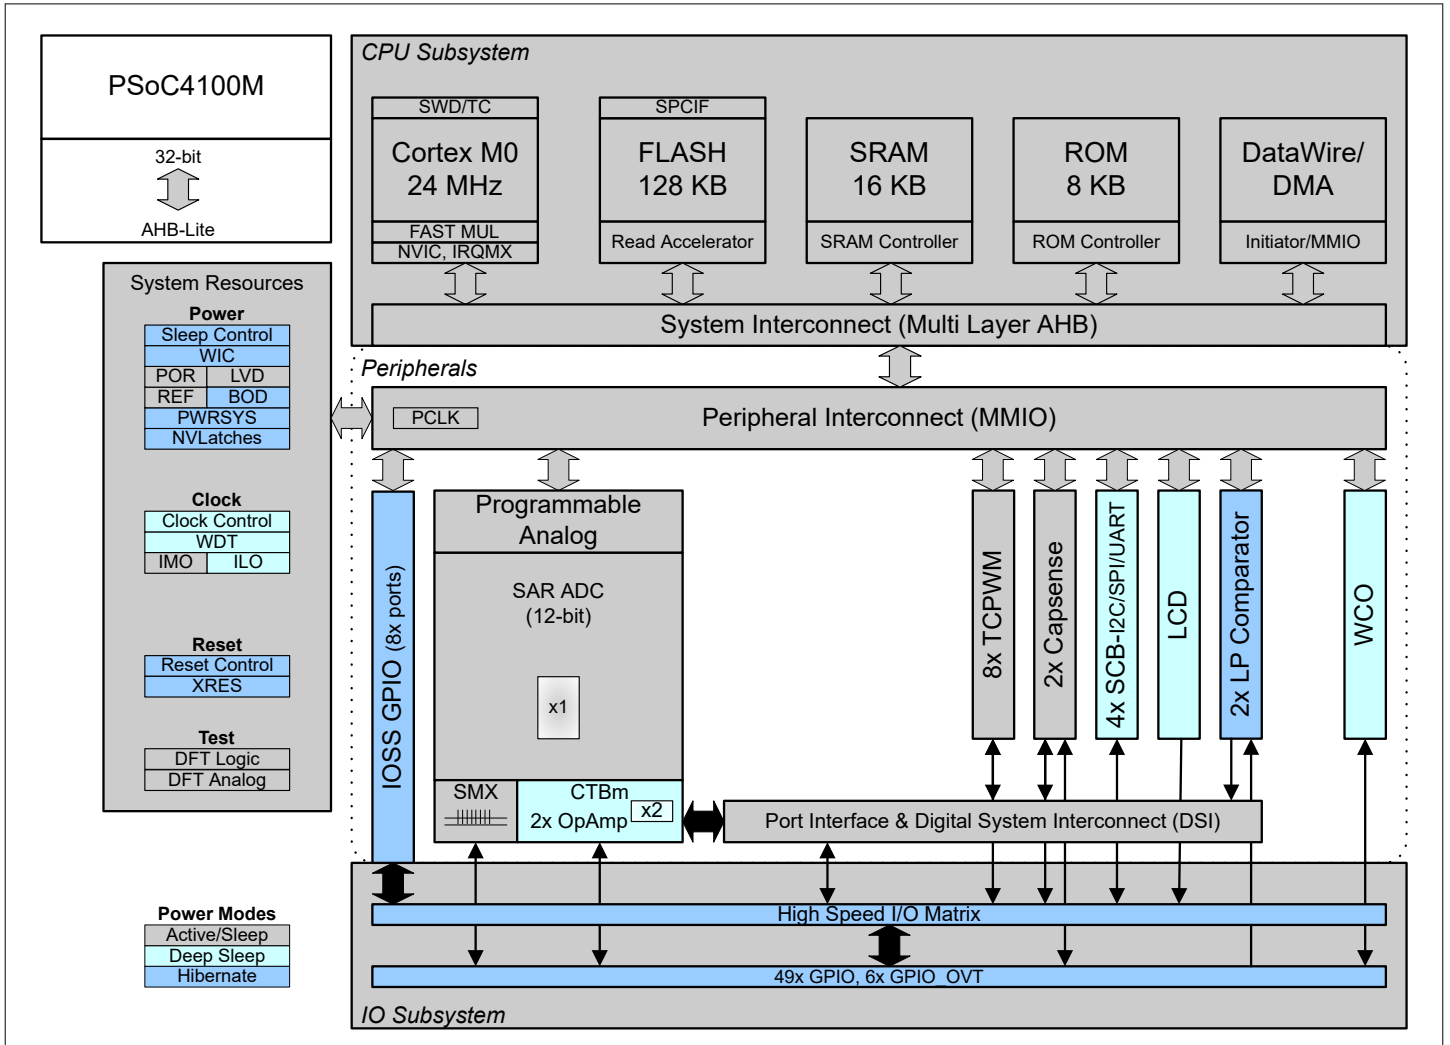 PSoC4100M
32-bit
AHB-Lite
CPU Subsystem
SWD/TC
Cortex M0
24 MHz
FAST MUL
NVIC, IRQMX
SPCIF
FLASH
128 KB
Read Accelerator
SRAM
16 KB
SRAM Controller
ROM
8 KB
ROM Controller
DataWire/
DMA
Initiator/MMIO
System Interconnect (Multi Layer AHB)
System Resources
Power
Sleep Control
WIC
POR LVD
REF BOD
PWRSYS
NVLatches
Clock
Clock Control
WDT
IMO ILO
Reset
Reset Control
XRES
Test
DFT Logic
DFT Analog
Peripherals
PCLK
Peripheral Interconnect (MMIO)
IOSS GPIO (8x ports)
Programmable
Analog
SAR ADC
(12-bit)
x1
SMX
CTBm
2x OpAmp
x2
8x TCPWM
2x Capsense
4x SCB-I2C/SPI/UART
LCD
2x LP Comparator
WCO
Port Interface & Digital System Interconnect (DSI)
Power Modes
Active/Sleep
Deep Sleep
Hibernate
High Speed I/O Matrix
49x GPIO, 6x GPIO_OVT
IO Subsystem